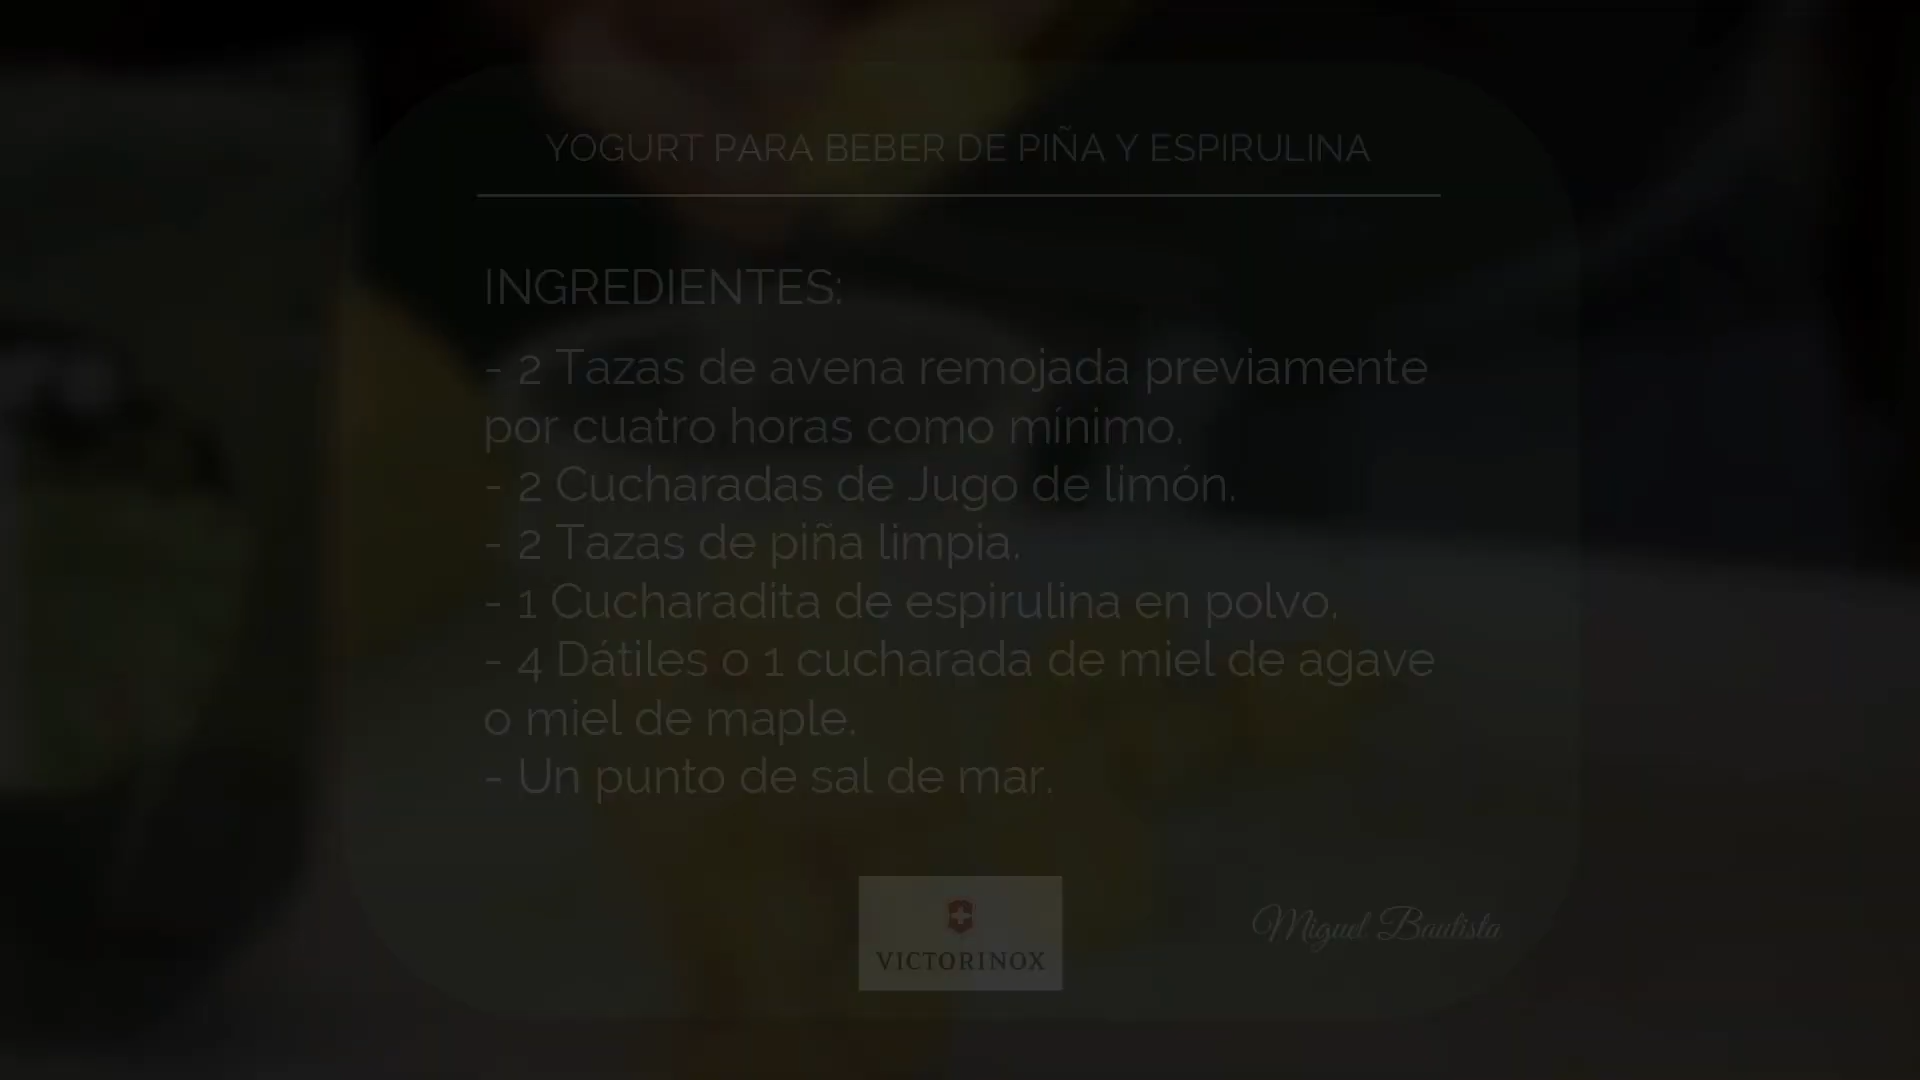 YOGURT PARA BEBER DE PIÑA Y ESPIRULINA
INGREDIENTES:
- 2 Tazas de avena remojada previamente
por cuatro horas como mínimo.
- 2 Cucharadas de Jugo de limón.
- 2 Tazas de piña limpia.
- 1 Cucharadita de espirulina en polvo.
- 4 Dátiles o 1 cucharada de miel de agave
o miel de maple.
- Un punto de sal de mar.
VICTORINOX
Miguel Bautista